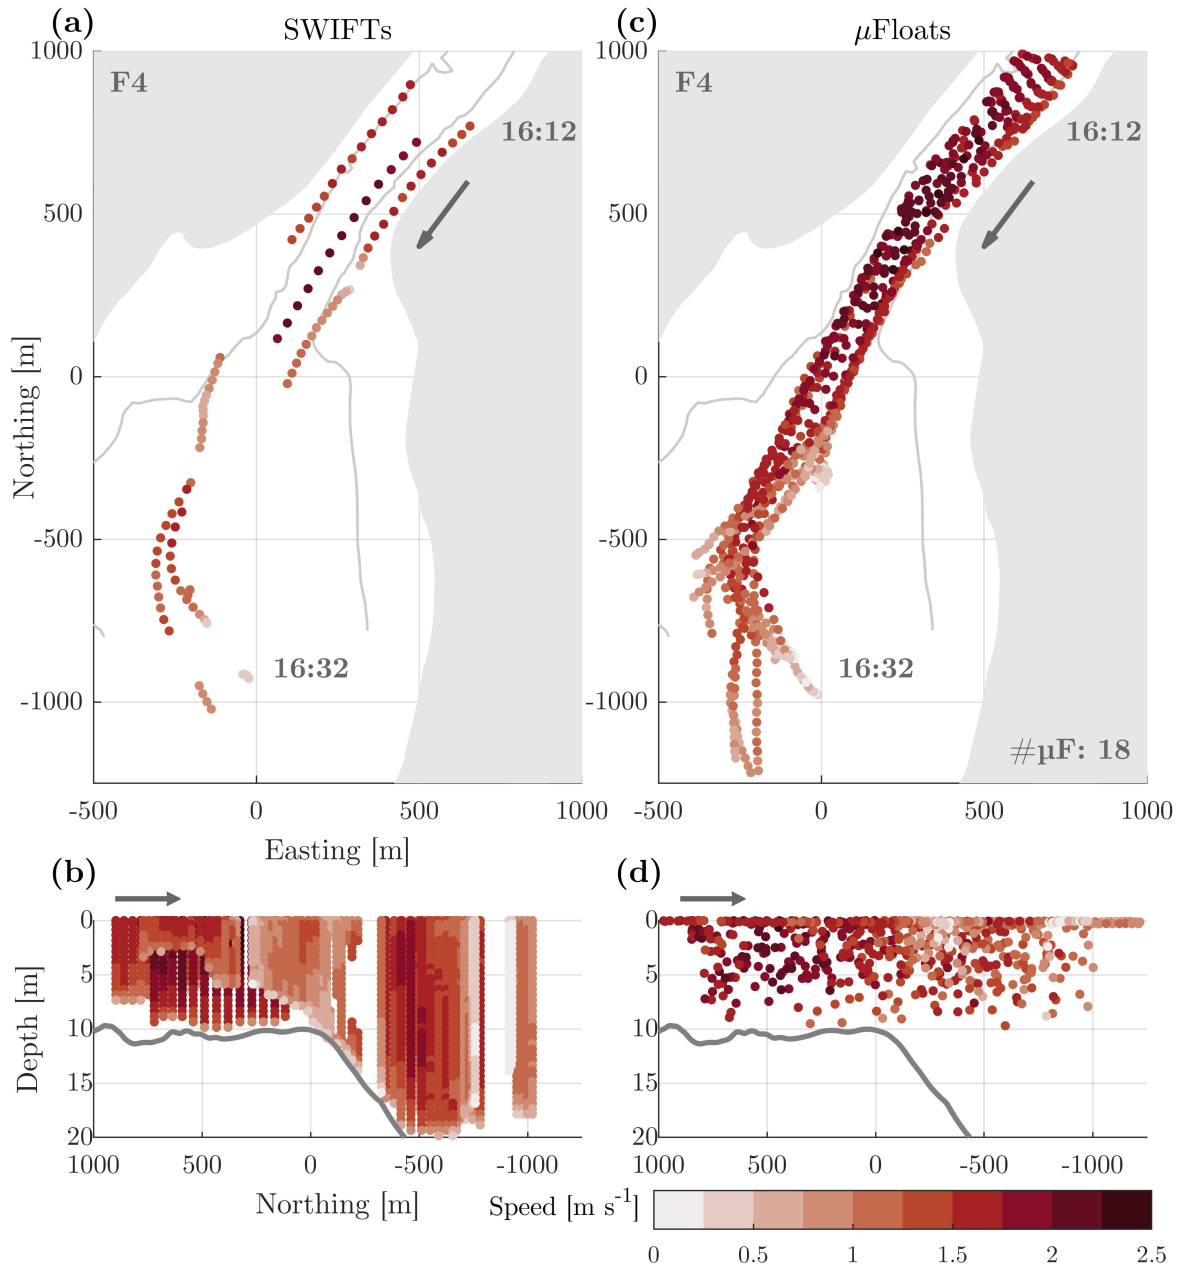 (a) SWIFTs (c) μFloats
1000
F4 F4
16:12 16:12
500 500
Northing [m]
0 0
-500 -500
16:32 16:32
-1000 -1000
#μF: 18
-500 0 500 1000 -500 0 500 1000
Easting [m]
(b) (d)
0 0
5 5
Depth [m]
10 10
15 15
20 20
1000 500 0 -500 -1000 1000 500 0 -500 -1000
Northing [m] Speed [m s⁻¹]
0 0.5 1 1.5 2 2.5